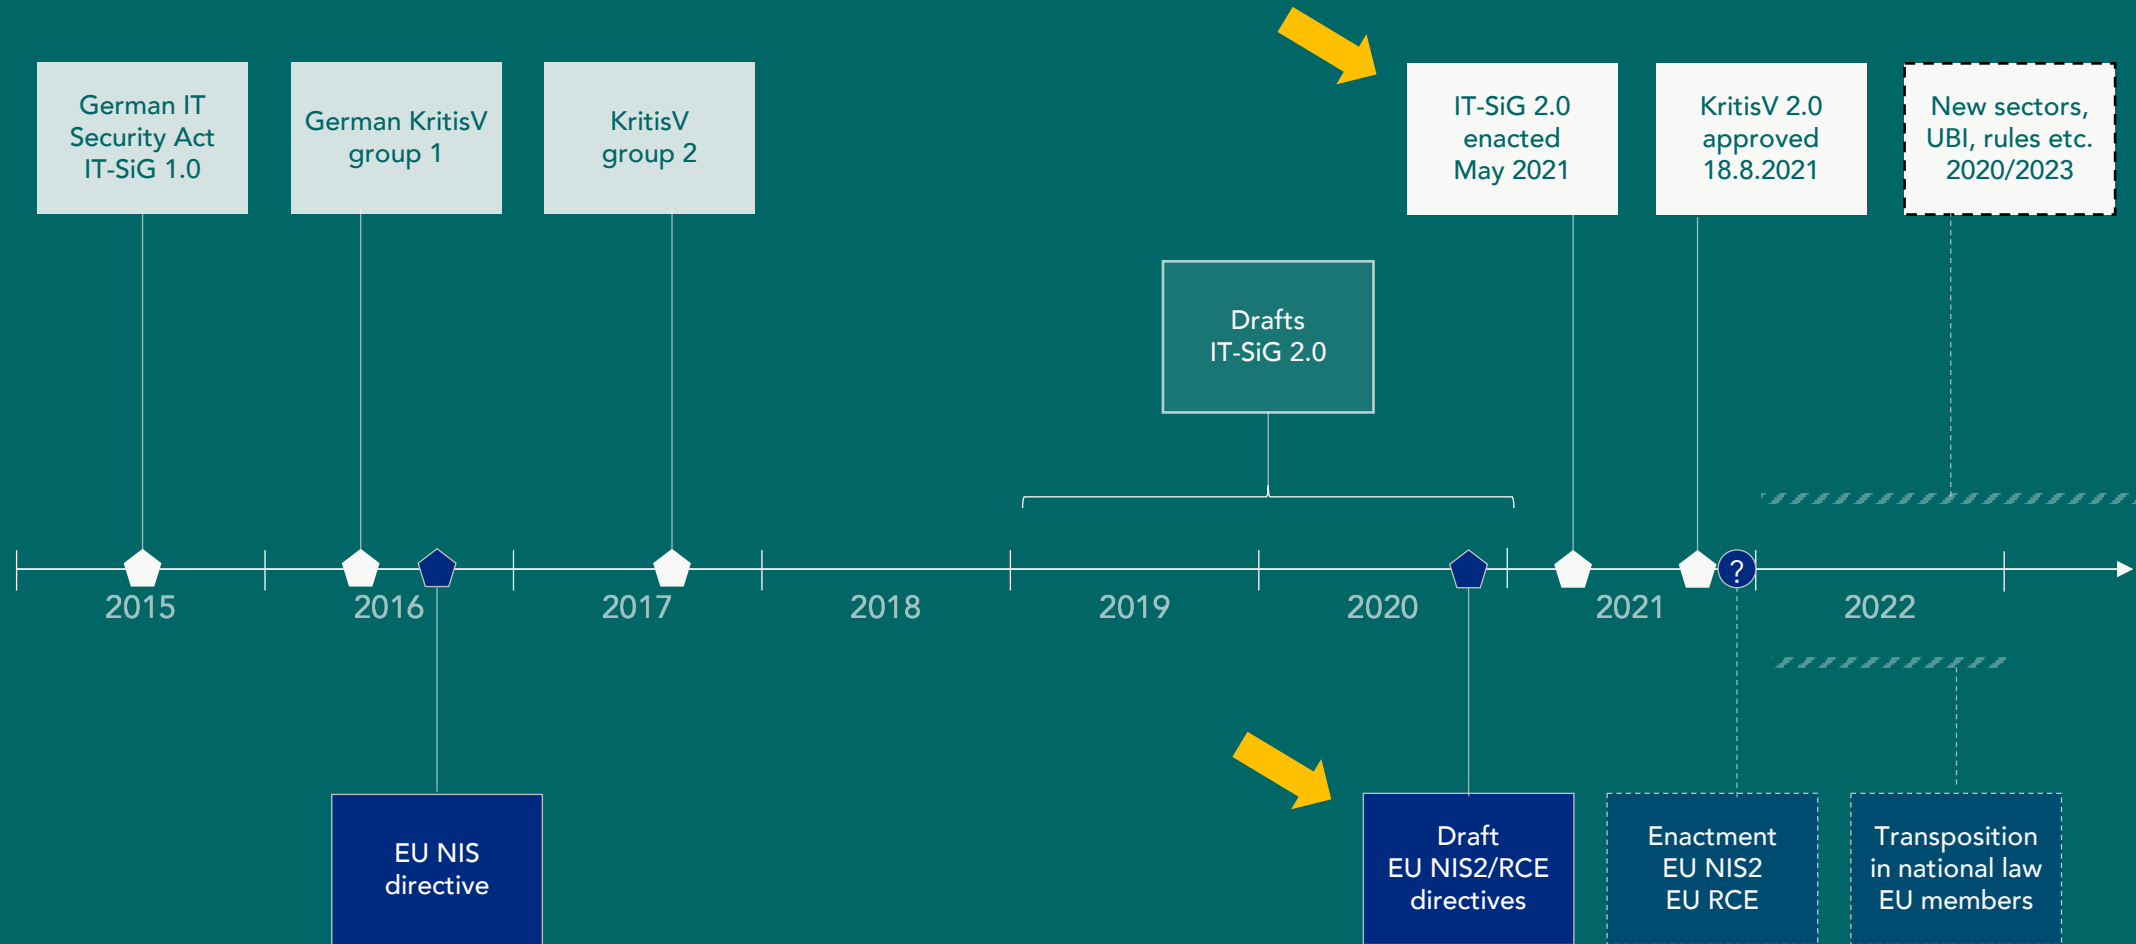 German IT
Security Act
IT-SiG 1.0
German KritisV
group 1
KritisV
group 2
IT-SiG 2.0
enacted
May 2021
KritisV 2.0
approved
18.8.2021
New sectors,
UBI, rules etc.
2020/2023
Drafts
IT-SiG 2.0
?
2015
2016
2017
2018
2019
2020
2021
2022
EU NIS
directive
Draft
EU NIS2/RCE
directives
Enactment
EU NIS2
EU RCE
Transposition
in national law
EU members